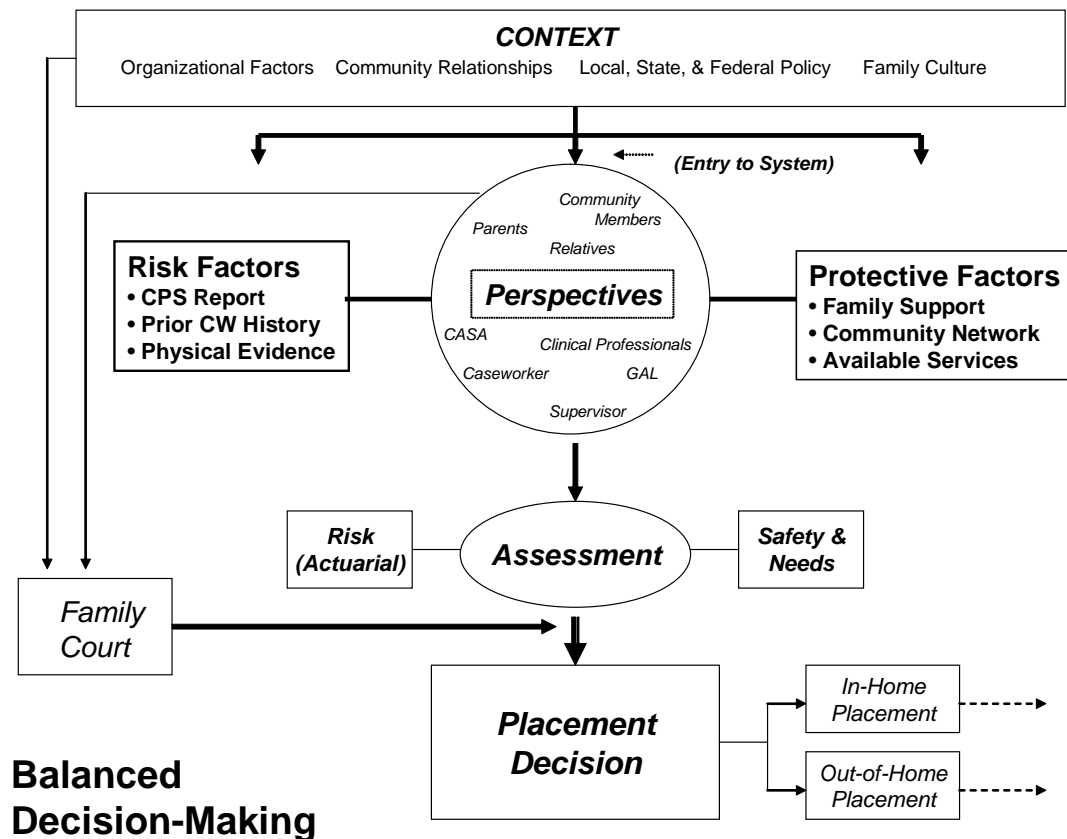 CONTEXT
Organizational Factors Community Relationships Local, State, & Federal Policy Family Culture
(Entry to System)
Community
Members
Parents
Relatives
Risk Factors
• CPS Report
• Prior CW History
• Physical Evidence
Perspectives
Protective Factors
• Family Support
• Community Network
• Available Services
CASA
Clinical Professionals
Caseworker
GAL
Supervisor
Risk
(Actuarial)
Assessment
Safety &
Needs
Family
Court
Placement
Decision
In-Home
Placement
Out-of-Home
Placement
Balanced
Decision-Making